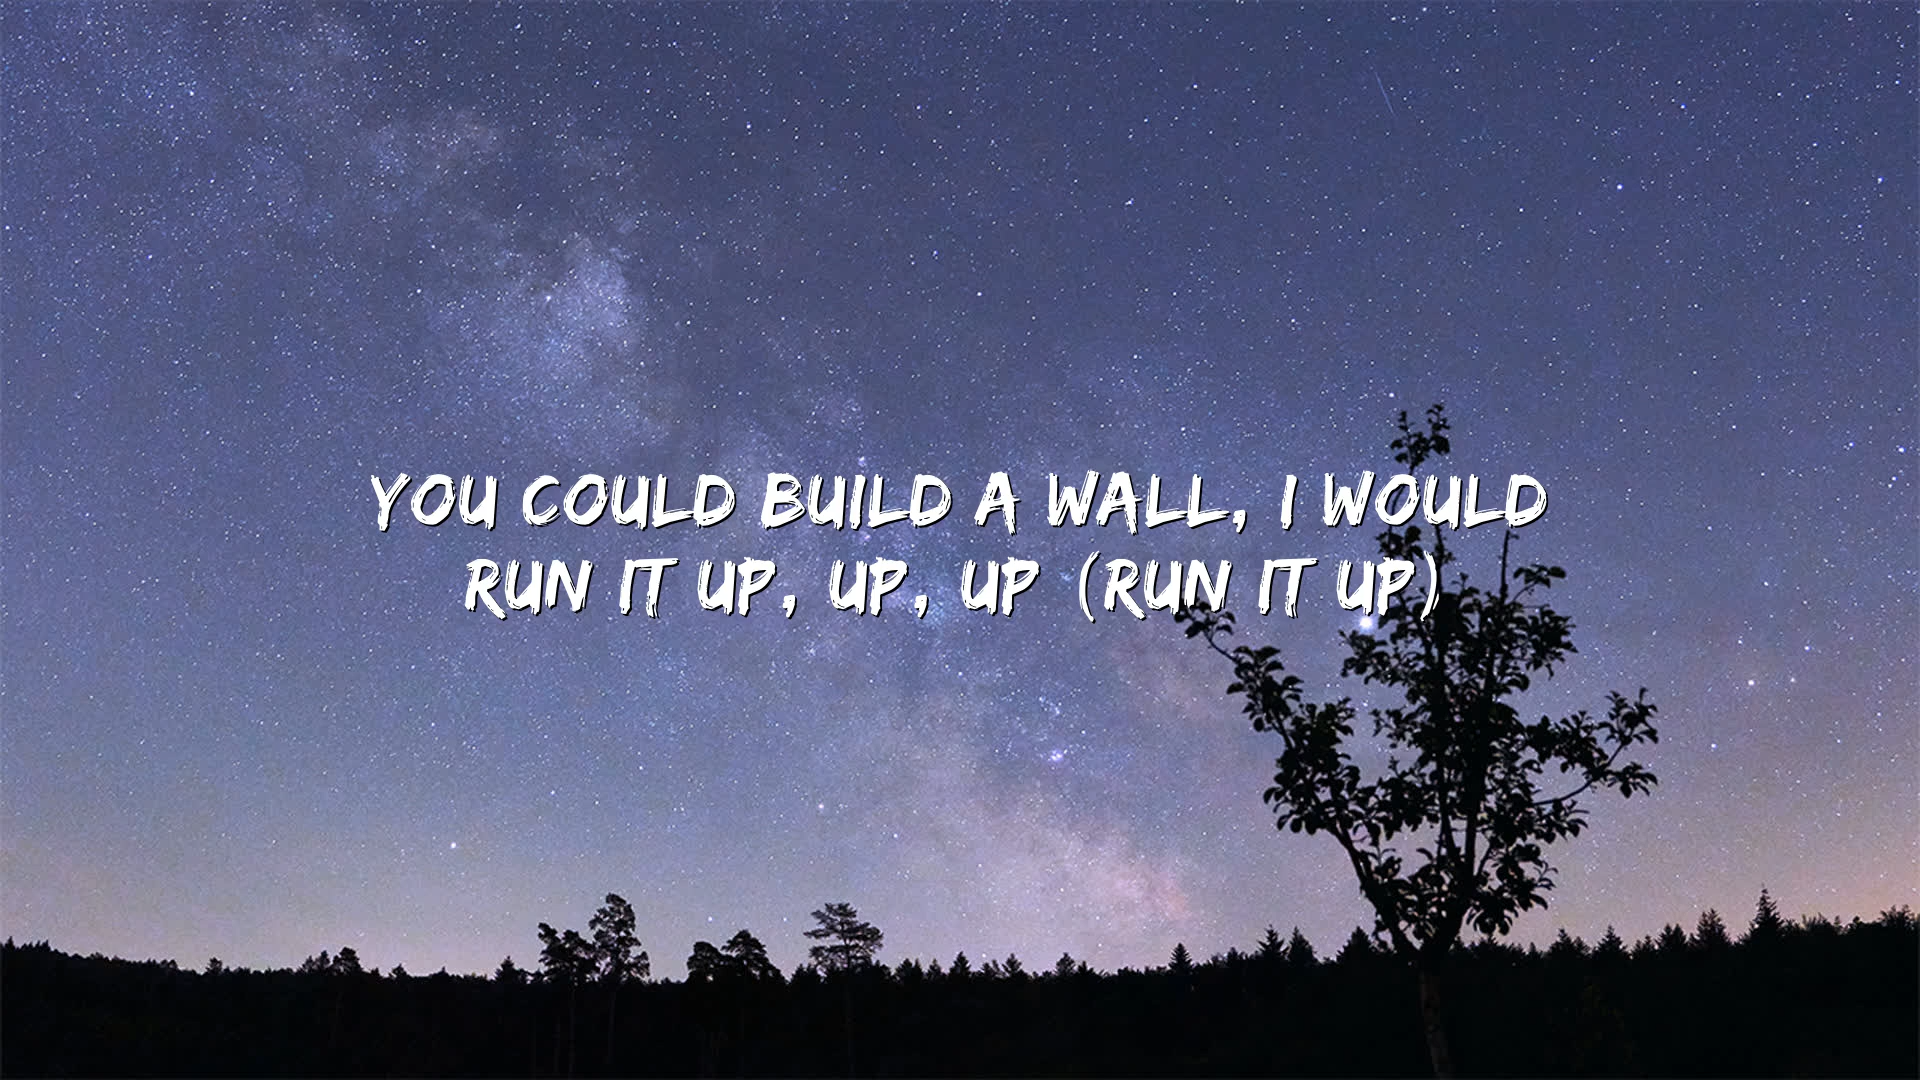 YOU COULD BUILD A WALL, I WOULD
RUN IT UP, UP, UP (RUN IT UP)